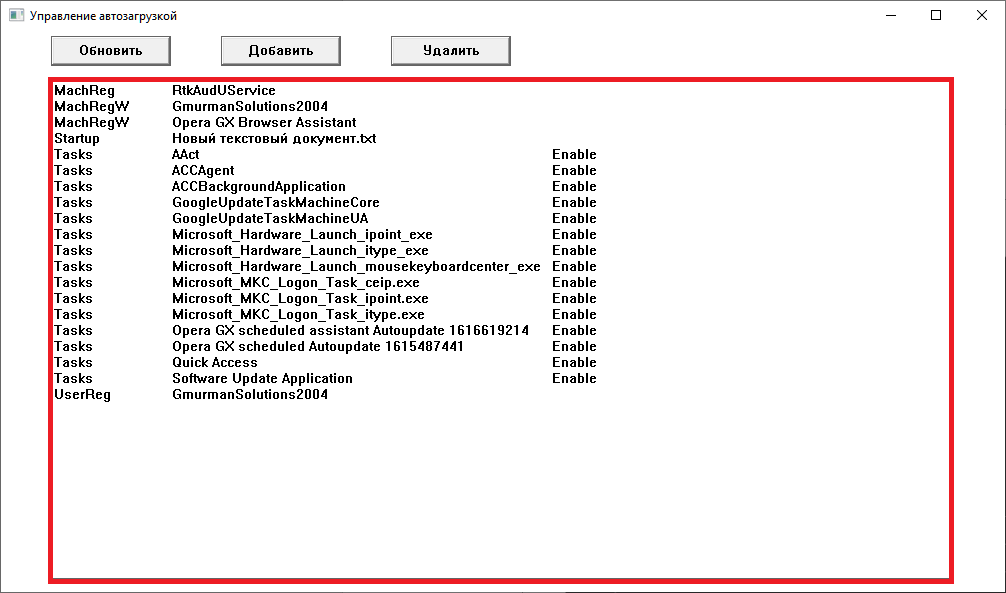 Управление автозагрузкой
Обновить Добавить Удалить
MachReg RtkAudUService
MachRegW GmurmanSolutions2004
MachRegW Opera GX Browser Assistant
Startup Новый текстовый документ.txt
Tasks AAct Enable
Tasks ACCAgent Enable
Tasks ACCBackgroundApplication Enable
Tasks GoogleUpdateTaskMachineCore Enable
Tasks GoogleUpdateTaskMachineUA Enable
Tasks Microsoft_Hardware_Launch_ipoint_exe Enable
Tasks Microsoft_Hardware_Launch_itype_exe Enable
Tasks Microsoft_Hardware_Launch_mousekeyboardcenter_exe Enable
Tasks Microsoft_MKC_Logon_Task_ceip.exe Enable
Tasks Microsoft_MKC_Logon_Task_ipoint.exe Enable
Tasks Microsoft_MKC_Logon_Task_itype.exe Enable
Tasks Opera GX scheduled assistant Autoupdate 1616619214 Enable
Tasks Opera GX scheduled Autoupdate 1615487441 Enable
Tasks Quick Access Enable
Tasks Software Update Application Enable
UserReg GmurmanSolutions2004